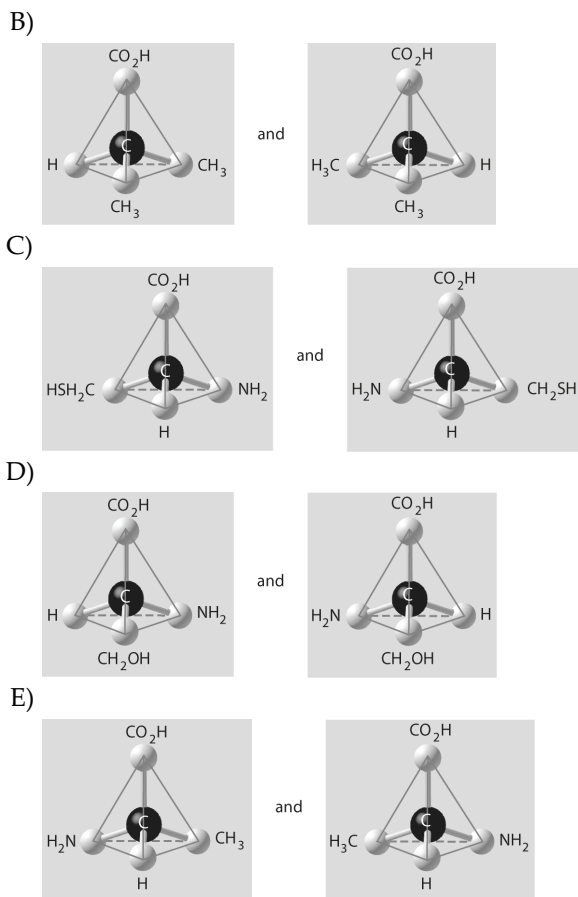 B)
CO₂H CO₂H
C C
and
H CH₃ H₃C H
CH₃ CH₃
C)
CO₂H CO₂H
C C
and
HSH₂C NH₂ H₂N CH₂SH
H H
D)
CO₂H CO₂H
C C
and
H NH₂ H₂N H
CH₂OH CH₂OH
E)
CO₂H CO₂H
C C
and
H₂N CH₃ H₃C NH₂
H H